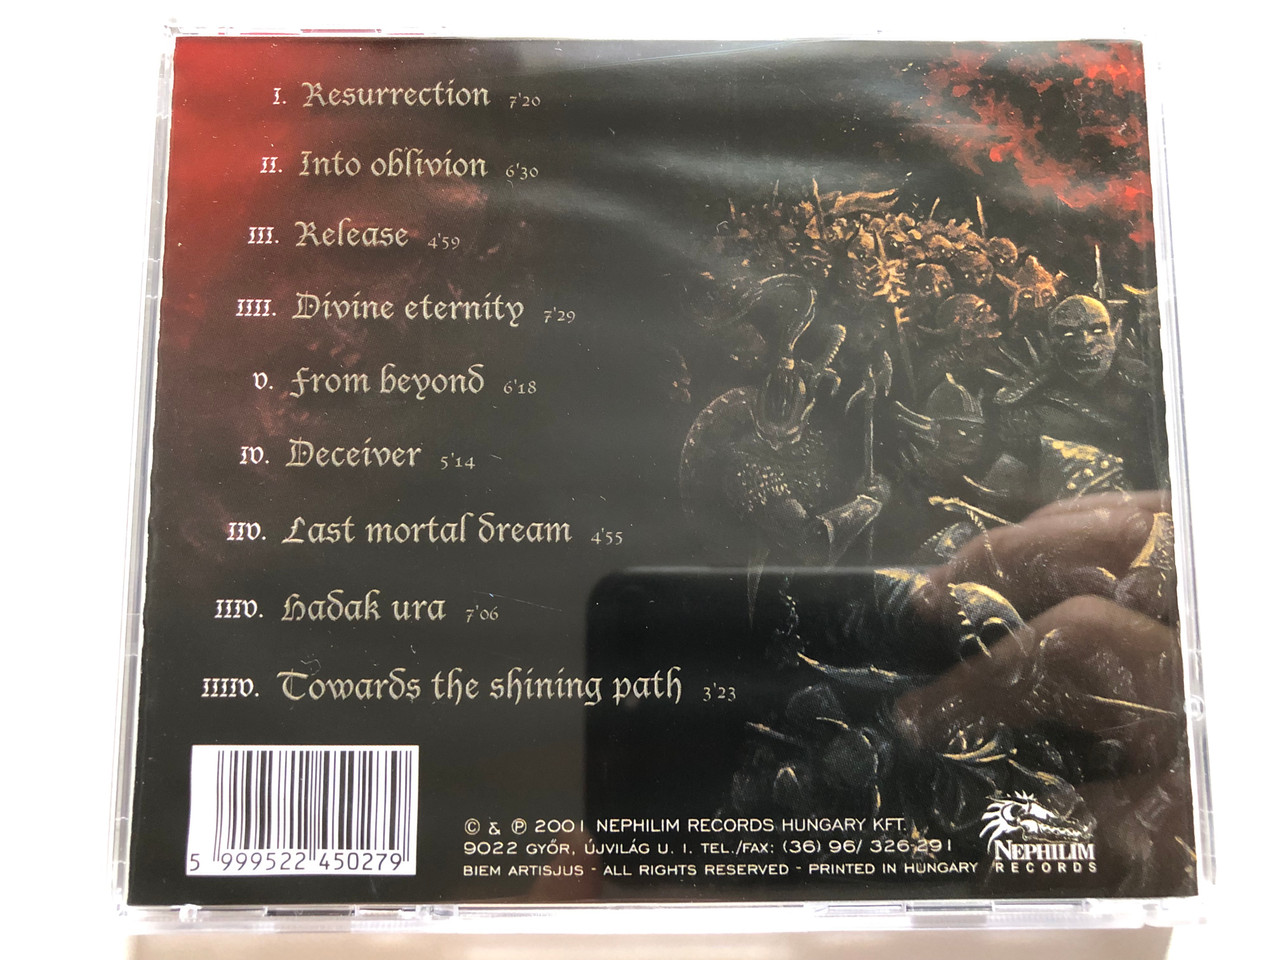 I. Resurrection 7'20
II. Into oblivion 6'30
III. Release 4'59
IIII. Divine eternity 7'29
V. From beyond 6'18
IV. Deceiver 5'14
IIV. Last mortal dream 4'55
IIIV. Hadak ura 7'06
IIIIV. Towards the shining path 3'23
5 999522 450279
© & ℗ 2001 NEPHILIM RECORDS HUNGARY KFT.
9022 GYŐR, ÚJVILÁG U. 1. TEL./FAX: (36) 96/ 326-291
BIEM ARTISJUS - ALL RIGHTS RESERVED - PRINTED IN HUNGARY
NEPHILIM
RECORDS